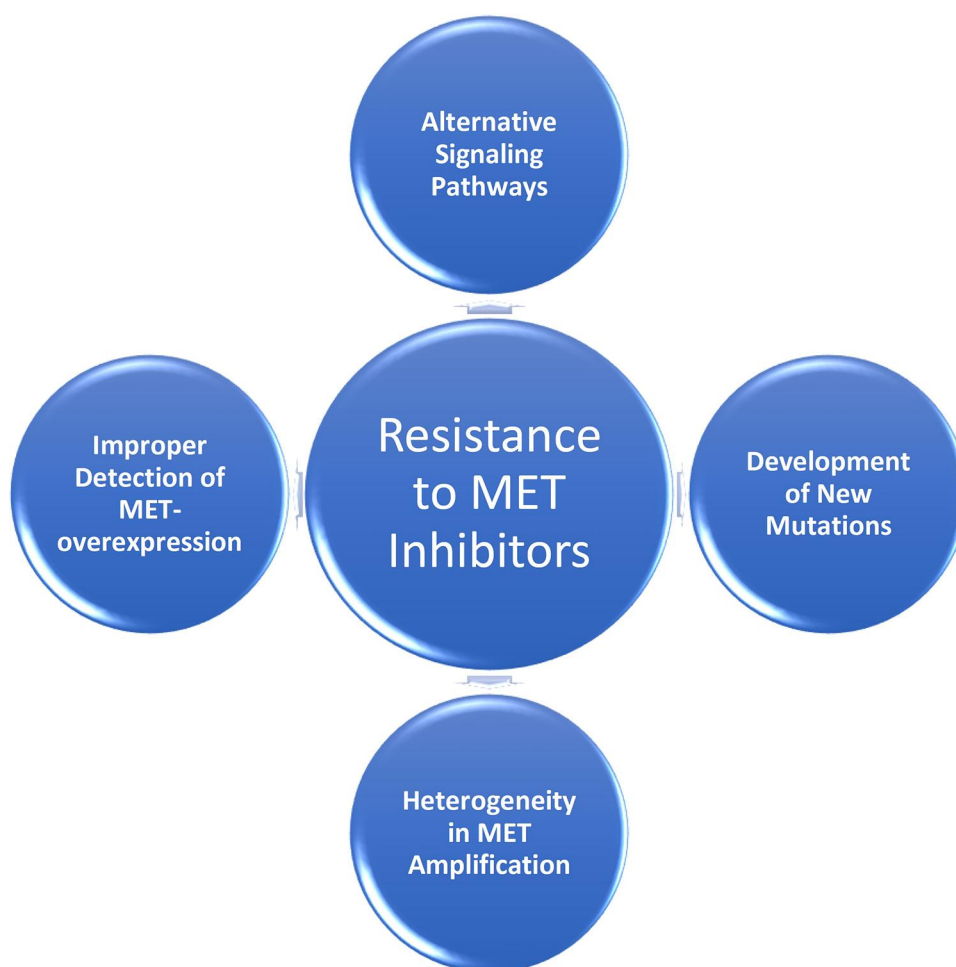 Alternative
Signaling
Pathways
Improper
Detection of
MET-
overexpression
Resistance
to MET
Inhibitors
Development
of New
Mutations
Heterogeneity
in MET
Amplification